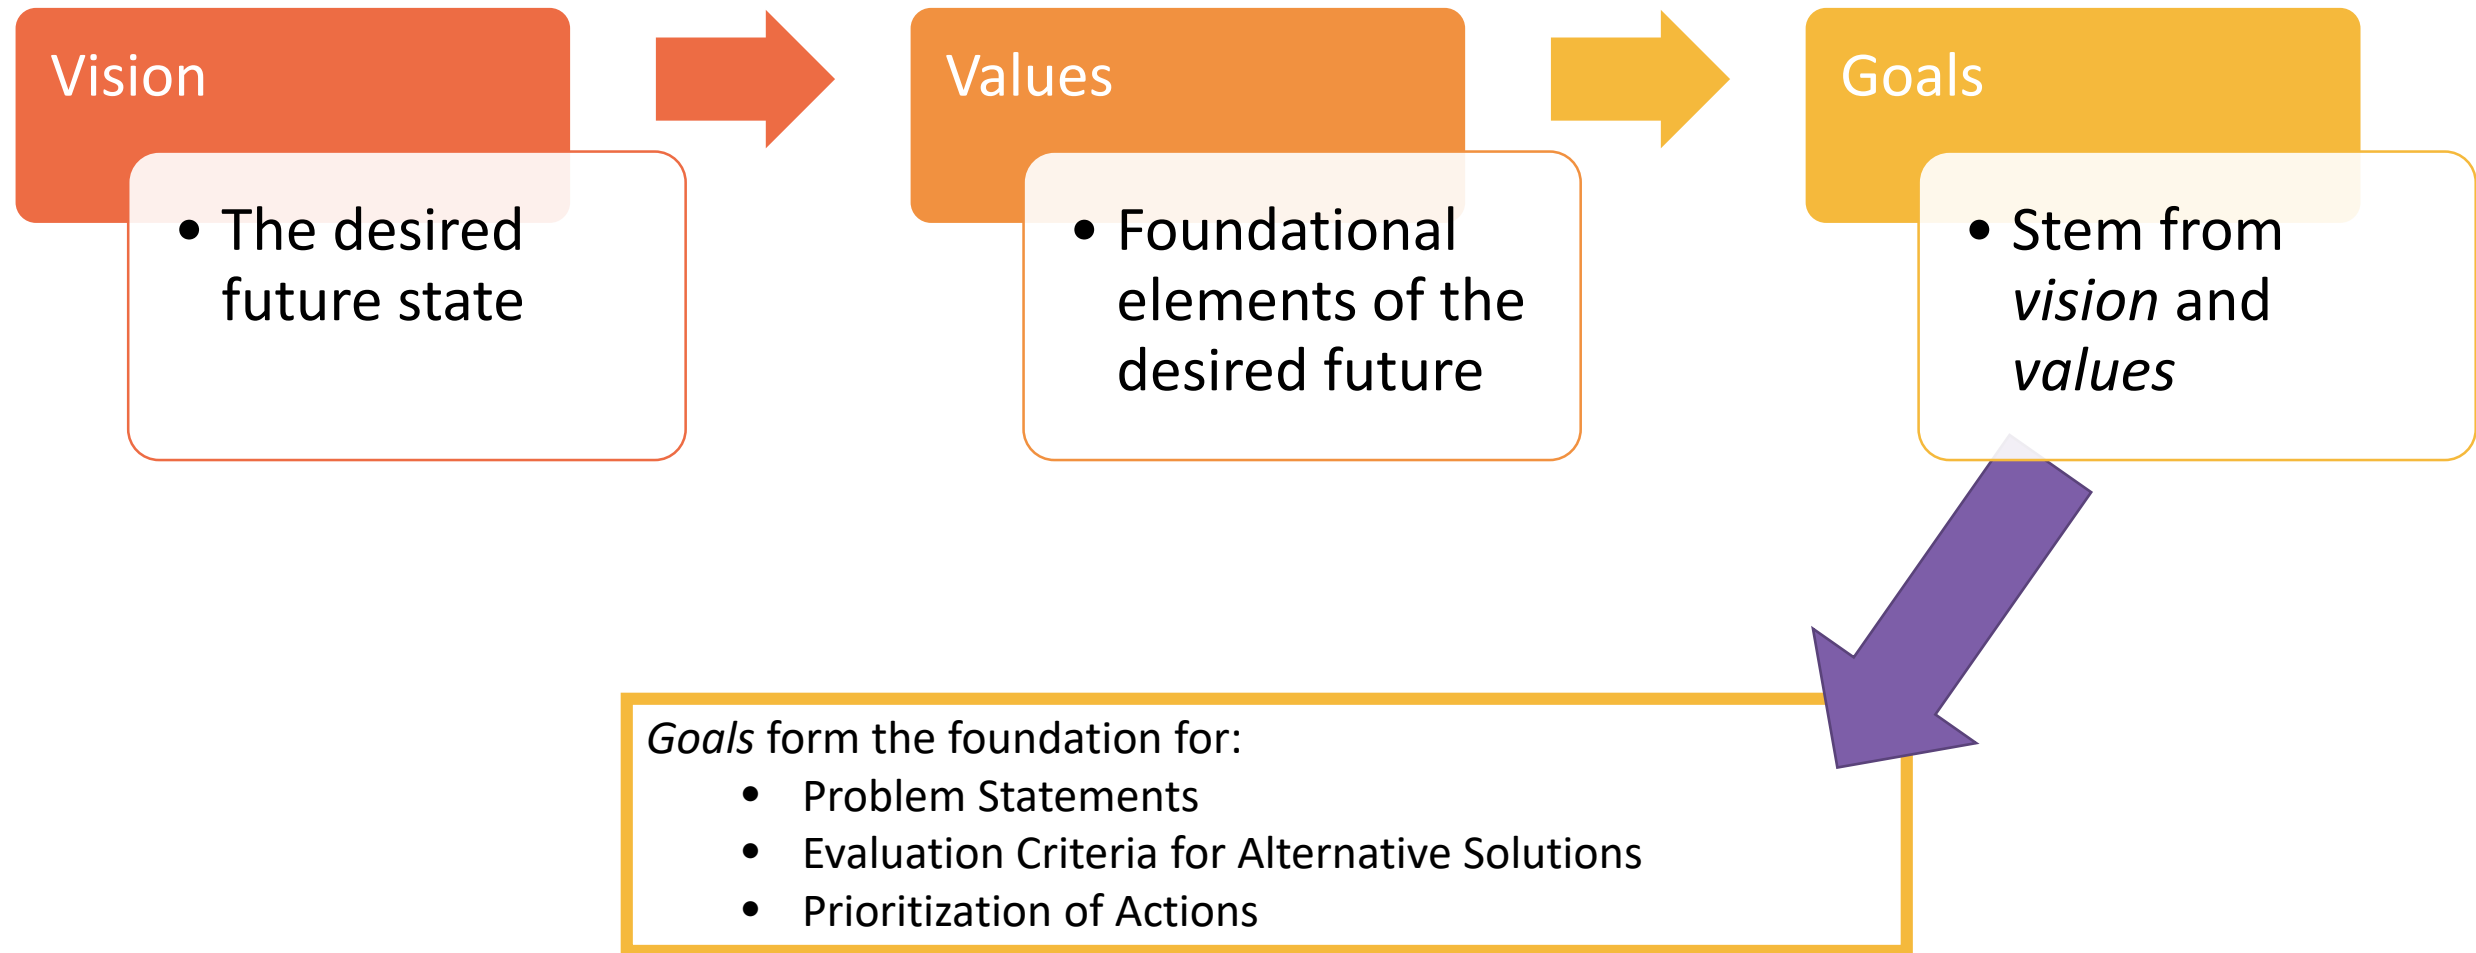 Vision
• The desired
future state
Values
• Foundational
elements of the
desired future
Goals
• Stem from
vision and
values
Goals form the foundation for:
• Problem Statements
• Evaluation Criteria for Alternative Solutions
• Prioritization of Actions